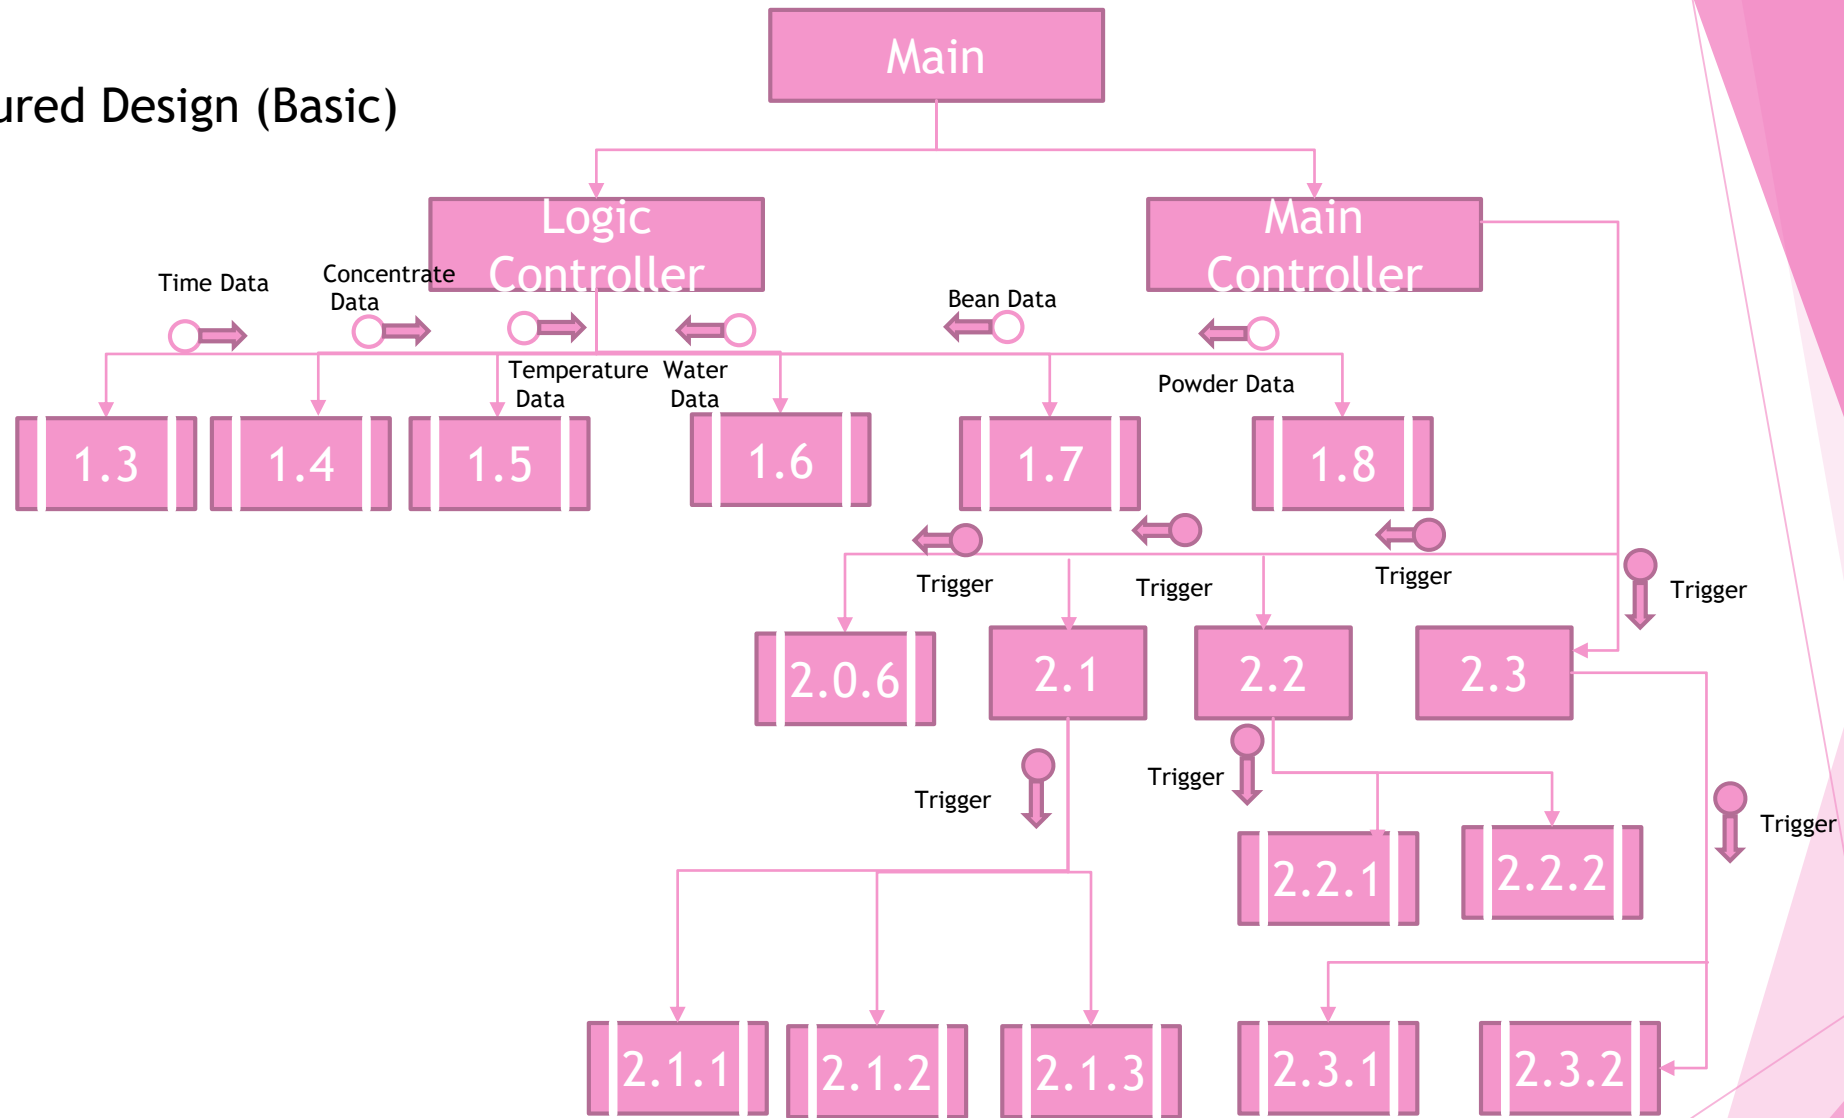 Main
ured Design (Basic)
Logic
Controller
Main
Controller
Time Data
Concentrate
Data
Bean Data
Temperature
Data
Water
Data
Powder Data
1.3
1.4
1.5
1.6
1.7
1.8
Trigger
Trigger
Trigger
Trigger
2.0.6
2.1
2.2
2.3
Trigger
Trigger
Trigger
2.2.1
2.2.2
2.1.1
2.1.2
2.1.3
2.3.1
2.3.2